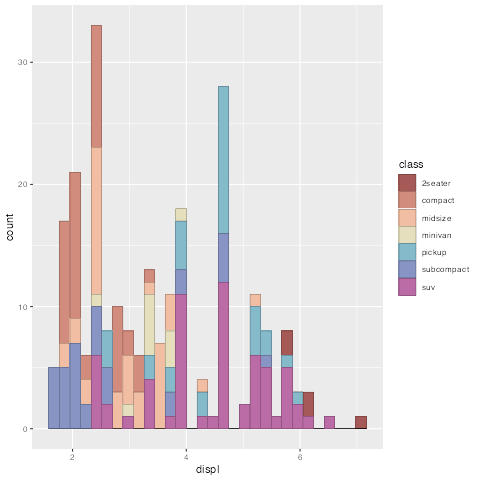 30
20
10
0
count
2
4
6
displ
class
2seater
compact
midsize
minivan
pickup
subcompact
suv